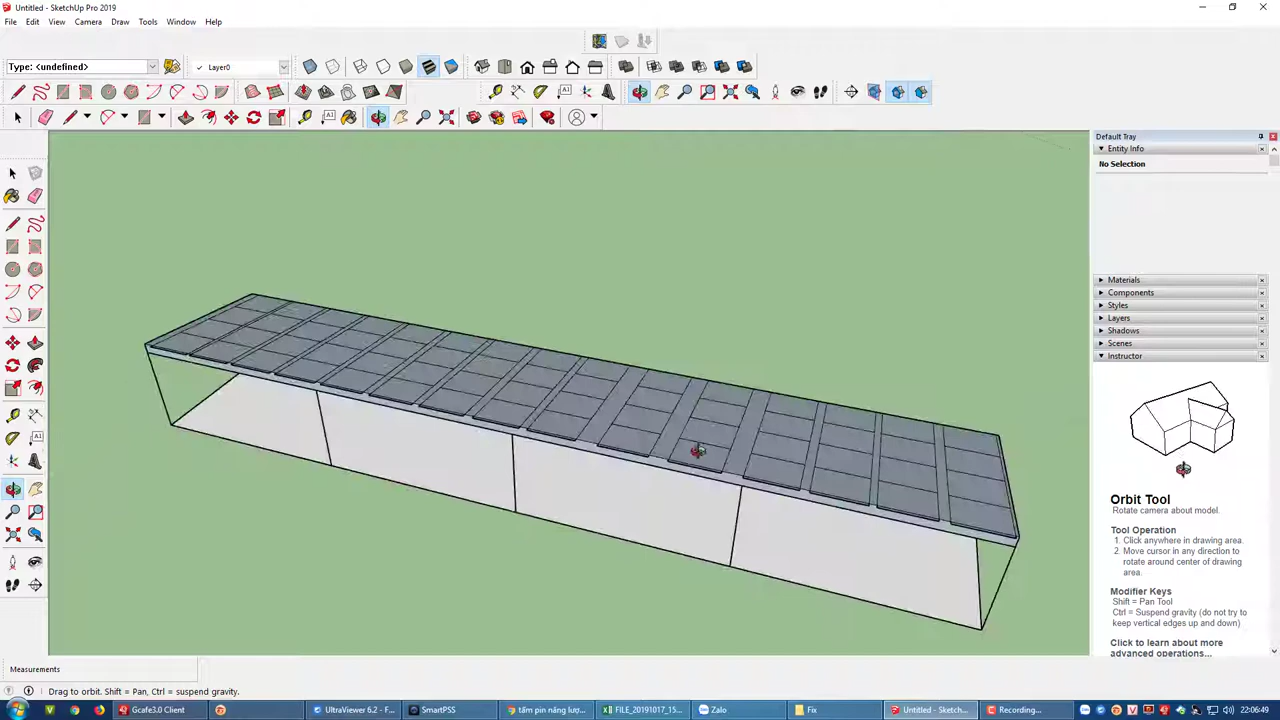 Untitled - SketchUp Pro 2019
File Edit View Camera Draw Tools Window Help
Type: <undefined>
Layer0
Default Tray
Entity Info
No Selection
Materials
Components
Styles
Layers
Shadows
Scenes
Instructor
Orbit Tool
Rotate camera about model.
Tool Operation
1. Click anywhere in drawing area.
2. Move cursor in any direction to
rotate around center of drawing
area.
Modifier Keys
Shift = Pan Tool
Ctrl = Suspend gravity (do not try to
keep vertical edges up and down)
Click to learn about more
advanced operations...
Measurements
Drag to orbit. Shift = Pan, Ctrl = suspend gravity.
Gcafe3.0 Client
UltraViewer 6.2 - F...
SmartPSS
tấm pin năng lượ...
FILE_20191017_15...
Zalo
Fix
Untitled - Sketch...
Recording...
22:06:49